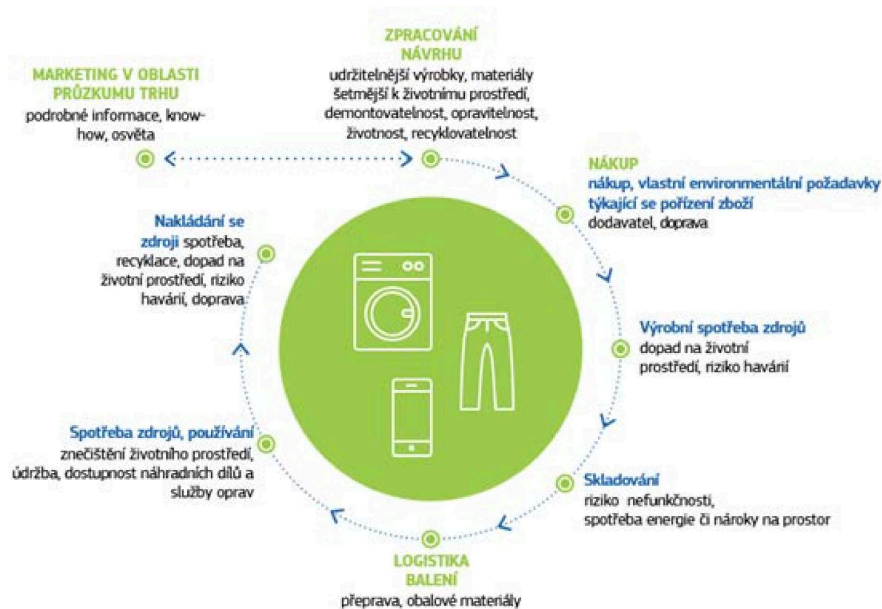 MARKETING V OBLASTI
PRŮZKUMU TRHU
podrobné informace, know-
how, osvěta
ZPRACOVÁNÍ
NÁVRHU
udržitelnější výrobky, materiály
šetmější k životnímu prostředí,
demontovatelnost, opravitelnost,
životnost, recyklovatelnost
NÁKUP
nákup, vlastní environmentální požadavky
týkající se pořízení zboží
dodavatel, doprava
Výrobní spotřeba zdrojů
dopad na životní
prostředí, riziko havárií
Skladování
riziko nefunkčnosti,
spotřeba energie či nároky na prostor
LOGISTIKA
BALENÍ
přeprava, obalové materiály
Spotřeba zdrojů, používání
znečištění životního prostředí,
údržba, dostupnost náhradních dílů a
služby oprav
Nakládání se
zdroji spotřeba,
recyklace, dopad na
životní prostředí, riziko
havárií, doprava